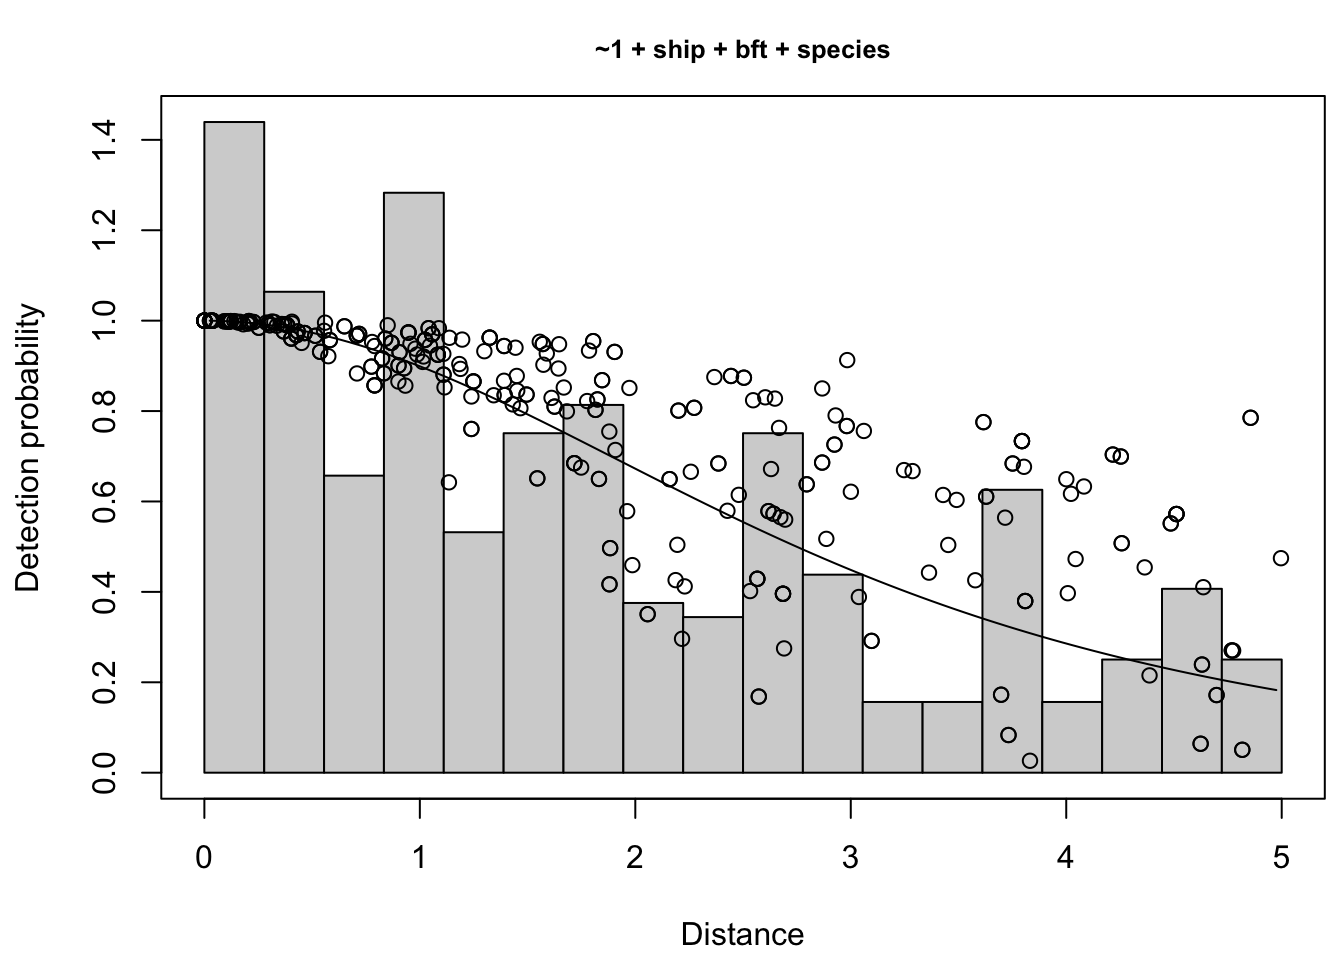 ~1 + ship + bft + species
Detection probability
1.4
1.2
1.0
0.8
0.6
0.4
0.2
0.0
0 1 2 3 4 5
Distance